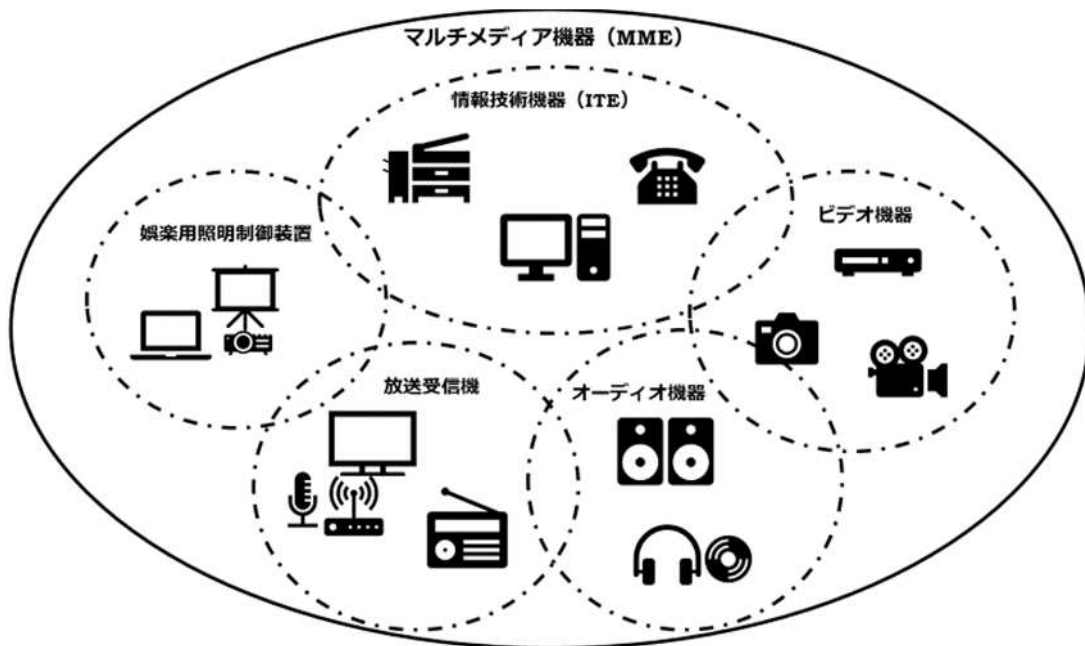 マルチメディア機器（MME）
情報技術機器（ITE）
娯楽用照明制御装置
ビデオ機器
放送受信機
オーディオ機器